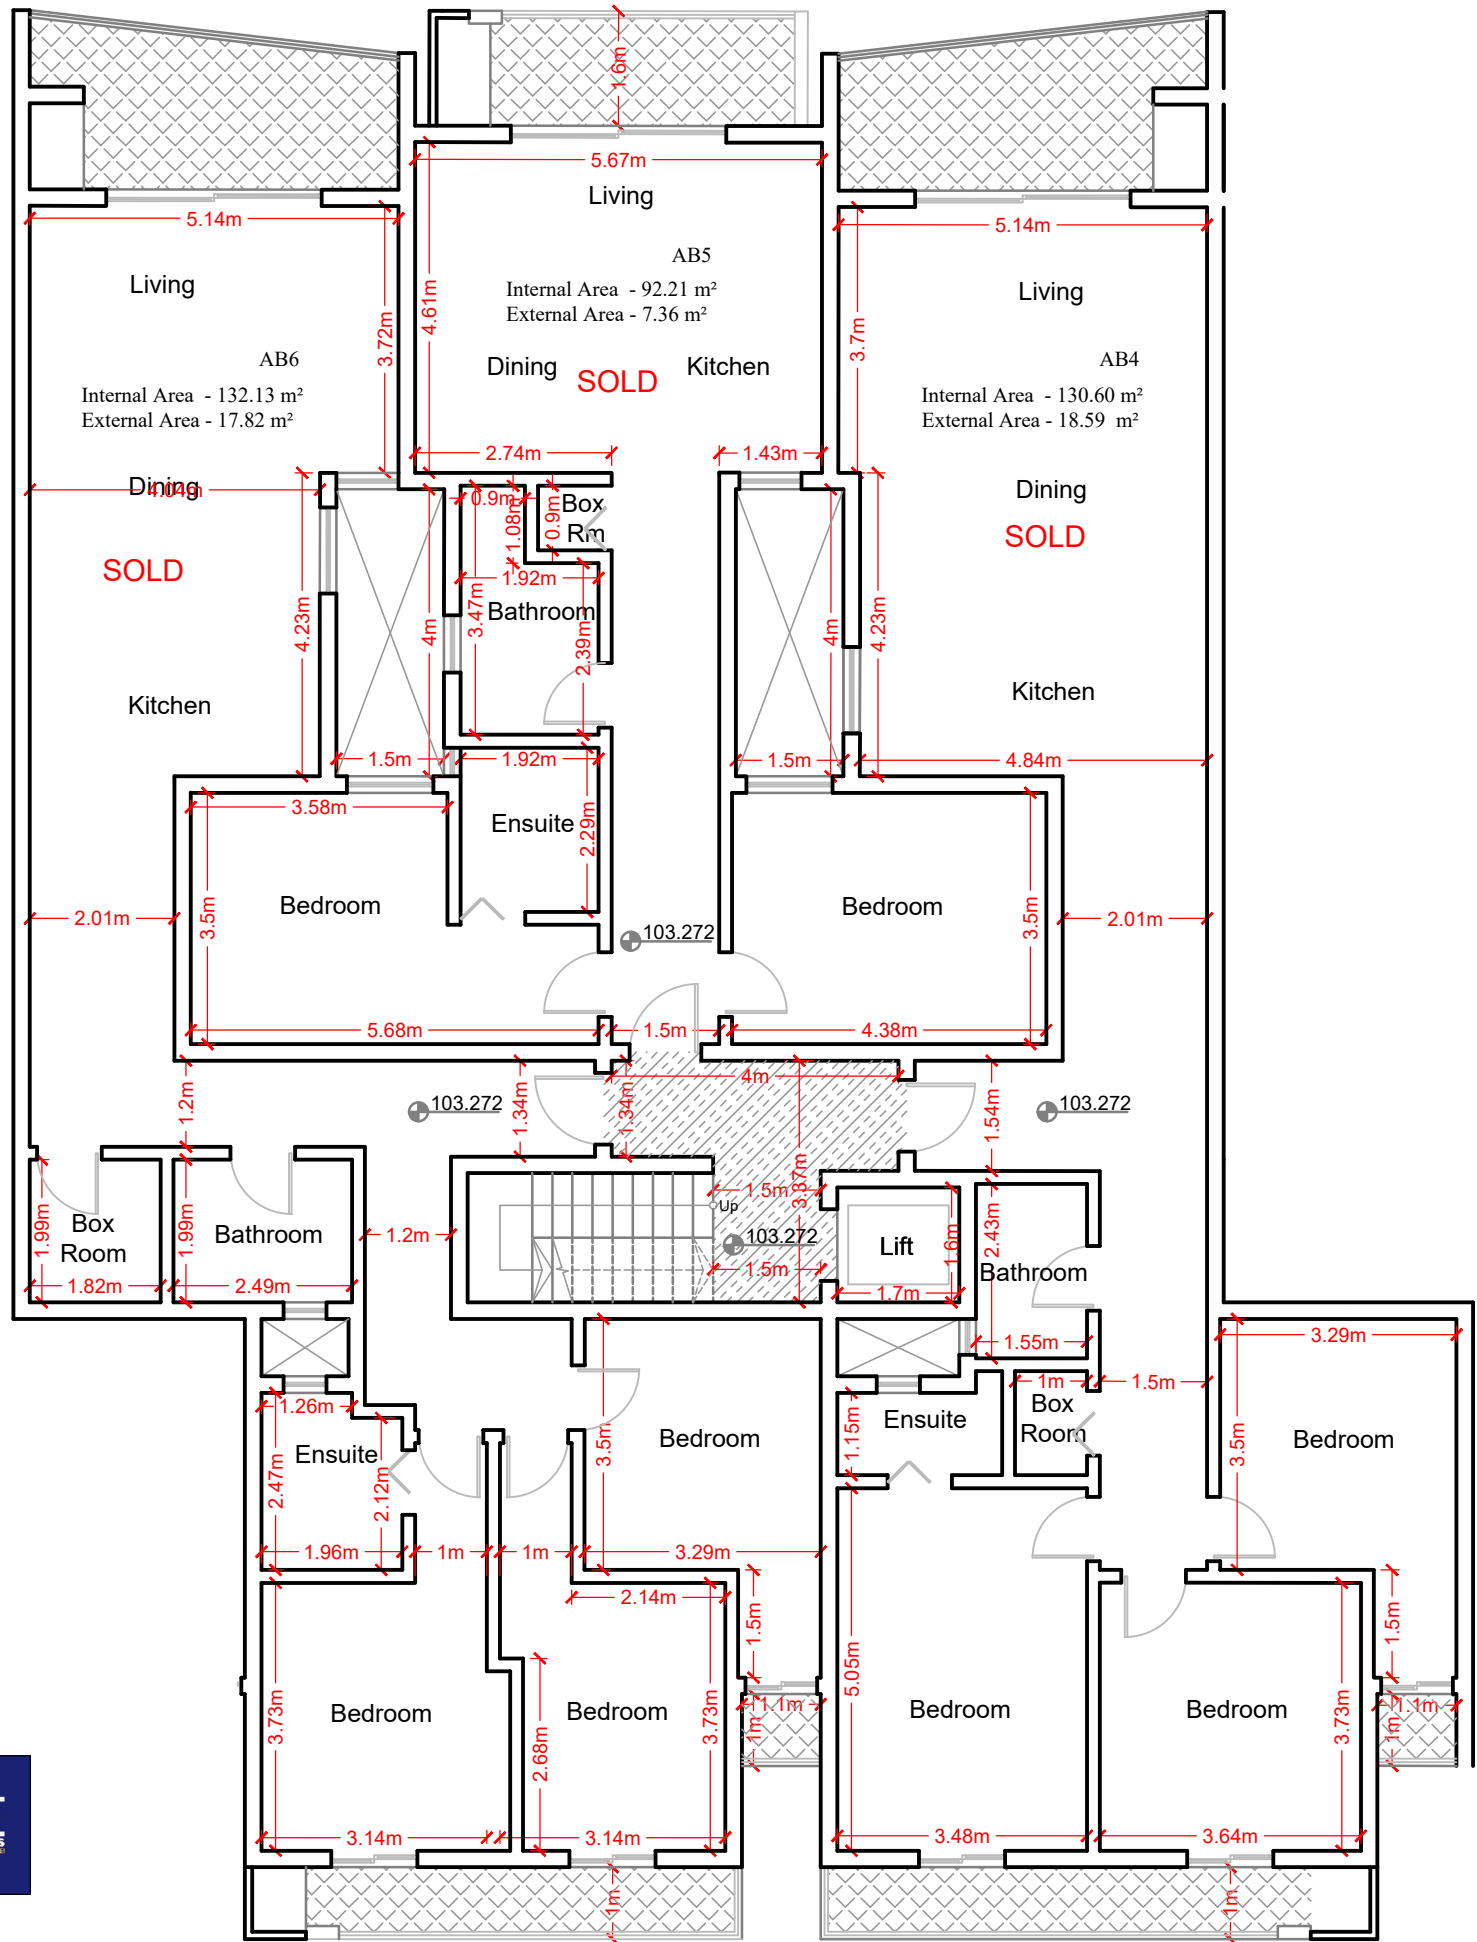 1.6m
5.67m
Living
5.14m
5.14m
AB5
Internal Area - 92.21 m²
External Area - 7.36 m²
Living
Living
4.61m
3.72m
3.7m
AB6
Internal Area - 132.13 m²
External Area - 17.82 m²
Dining
SOLD
Kitchen
AB4
Internal Area - 130.60 m²
External Area - 18.59 m²
2.74m
1.43m
Dining
4.04m
0.9m
1.08m
0.9m
Box
Rm
Dining
SOLD
SOLD
1.92m
3.47m
Bathroom
4.23m
4m
2.39m
4m
4.23m
Kitchen
Kitchen
1.5m
1.92m
1.5m
4.84m
3.58m
Ensuite
2.29m
Bedroom
Bedroom
2.01m
3.5m
3.5m
2.01m
103.272
5.68m
1.5m
4.38m
4m
1.2m
1.34m
1.34m
1.54m
103.272
103.272
3.37m
1.5m
Up
1.99m
Box
Room
1.99m
Bathroom
1.2m
103.272
Lift
1.6m
2.43m
Bathroom
1.82m
2.49m
1.5m
1.7m
1.55m
3.29m
1.26m
1m
1.5m
Ensuite
2.47m
2.12m
3.5m
Bedroom
1.15m
Ensuite
Box
Room
3.5m
Bedroom
1.96m
1m
1m
3.29m
2.14m
1.5m
1.5m
3.73m
Bedroom
2.68m
Bedroom
3.73m
1.1m
1m
5.05m
Bedroom
Bedroom
3.73m
1.1m
1m
3.14m
3.14m
3.48m
3.64m
1m
1m